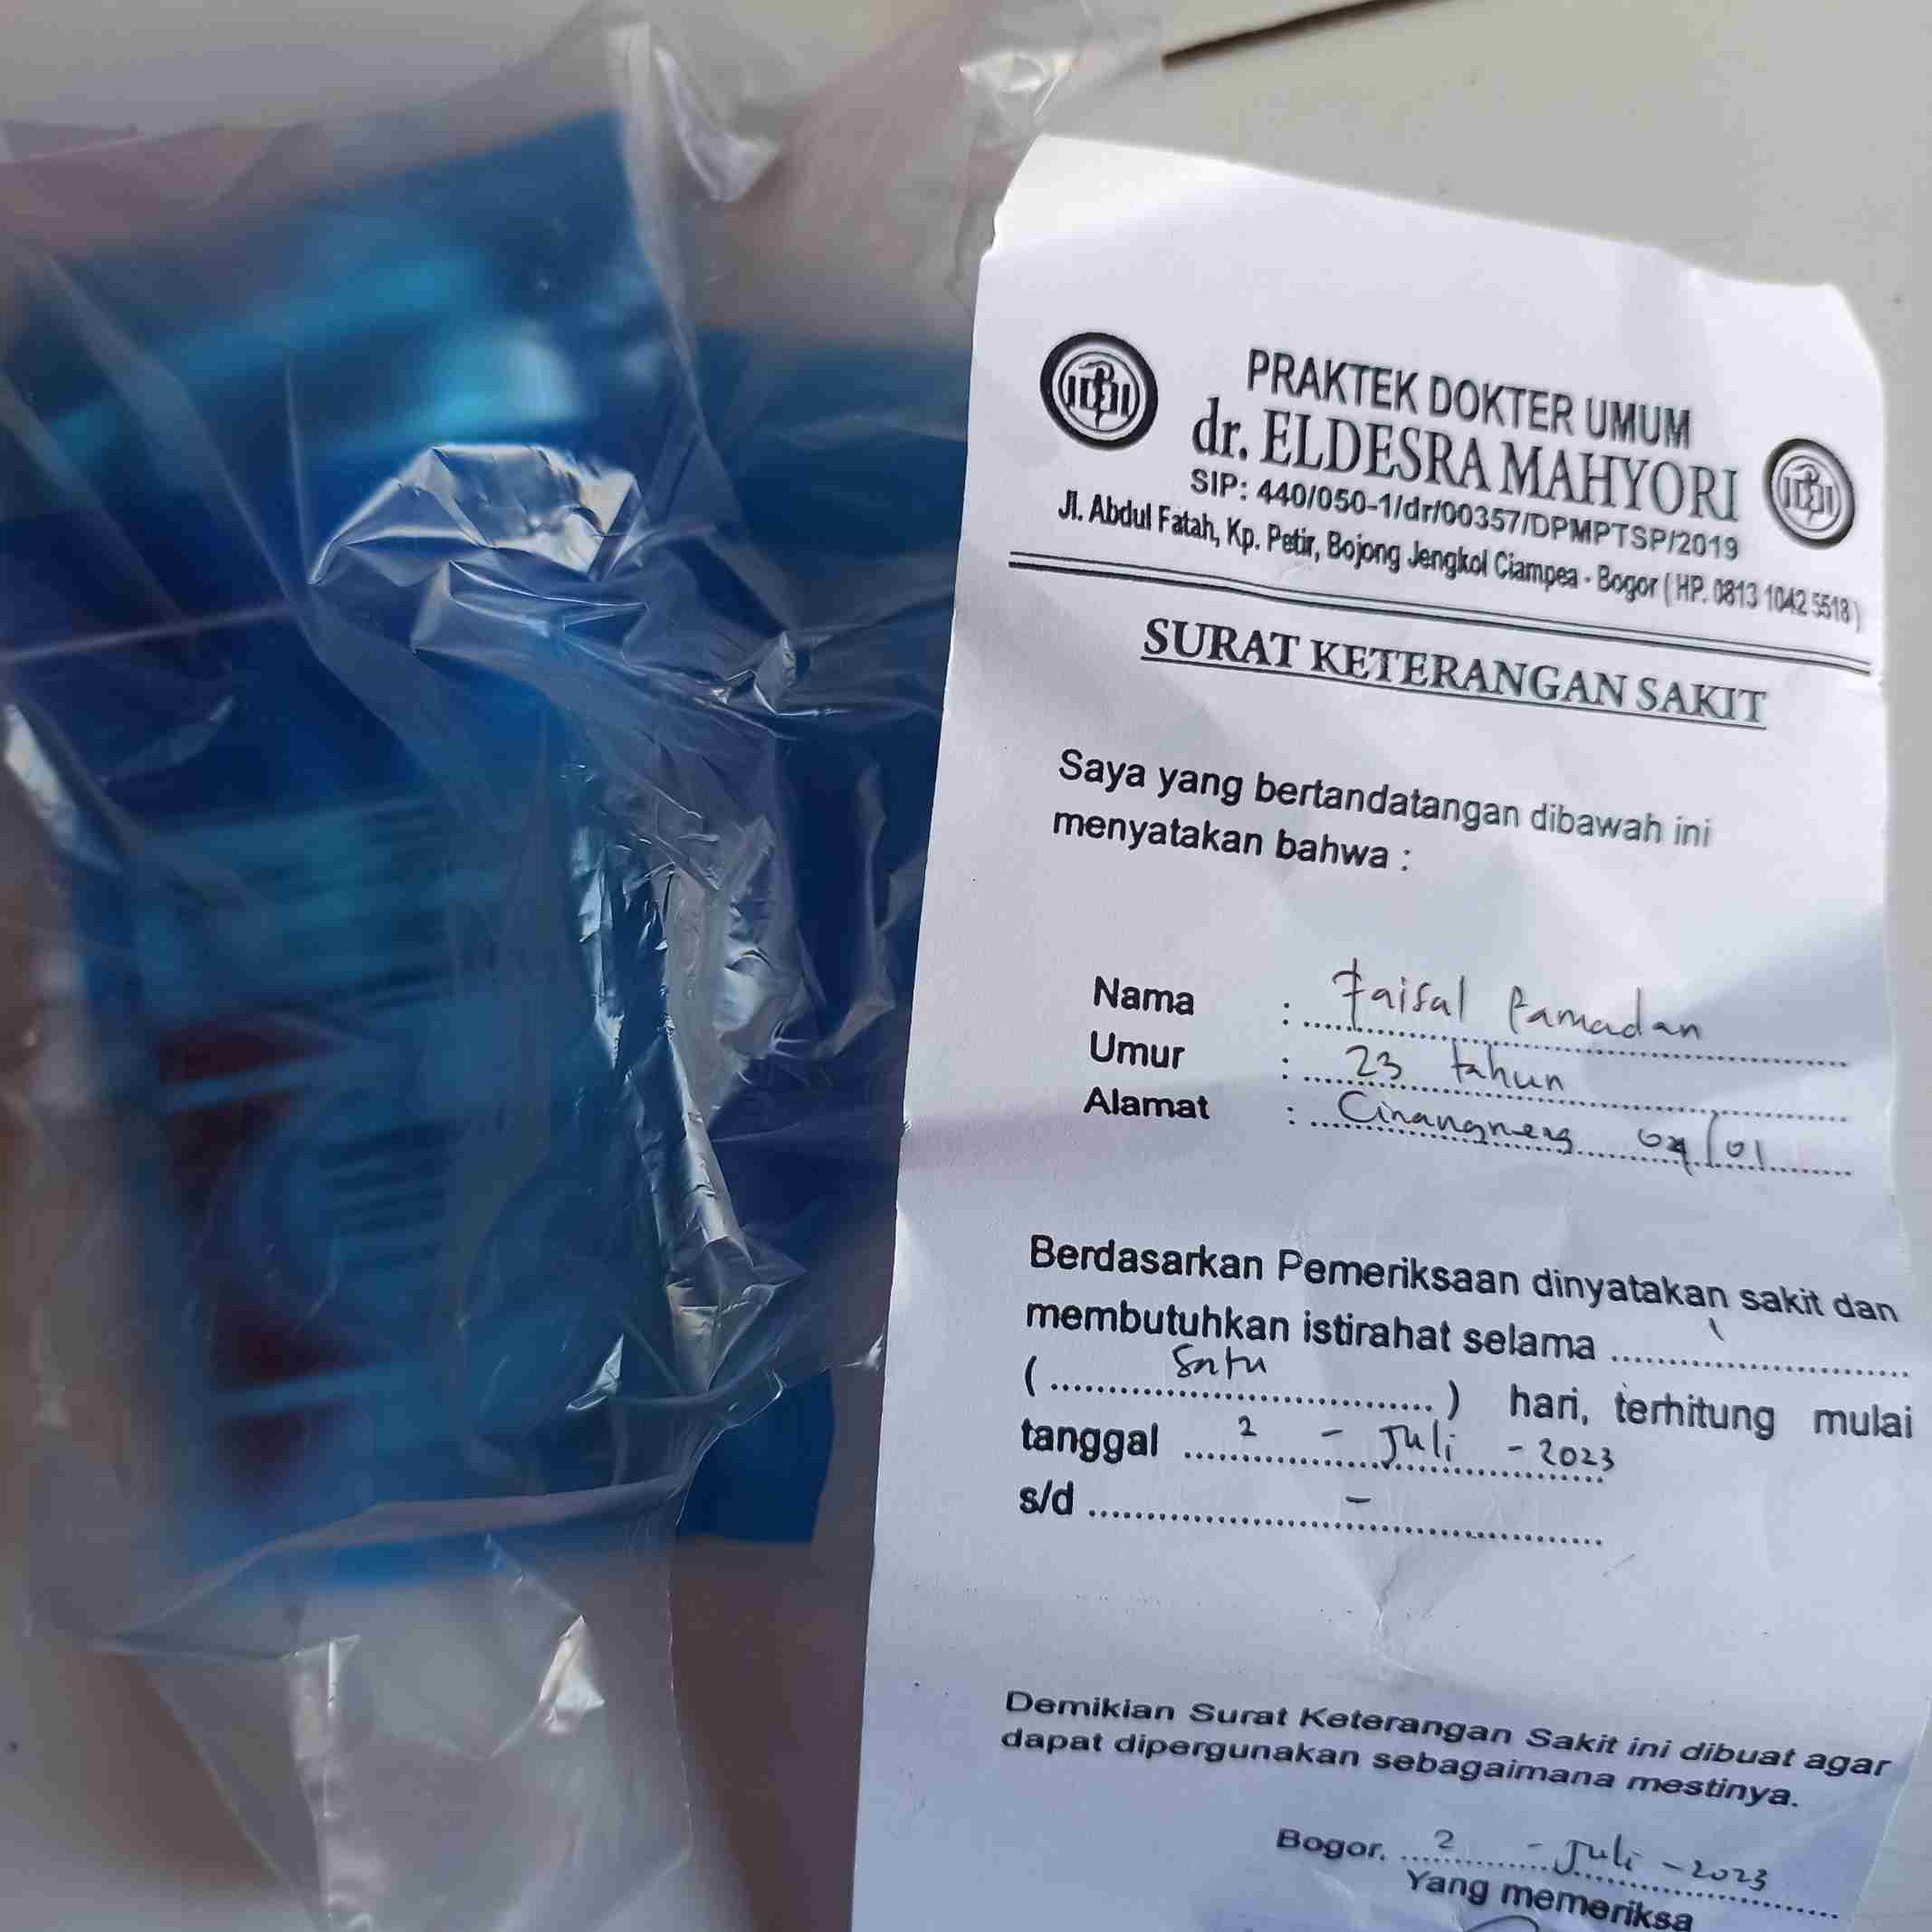 PRAKTEK DOKTER UMUM
dr. ELDESRA MAHYORI
SIP: 440/050-1/dr/00357/DPMPTSP/2019
Jl. Abdul Fatah, Kp. Petir, Bojong Jengkol Ciampea - Bogor ( HP. 0813 1042 5518 )
SURAT KETERANGAN SAKIT
Saya yang bertandatangan dibawah ini
menyatakan bahwa :
Nama : Faisal Ramadan
Umur : 23 tahun
Alamat : Cinangneng 04/01
Berdasarkan Pemeriksaan dinyatakan sakit dan
membutuhkan istirahat selama 1
( Satu ) hari, terhitung mulai
tanggal 2 - Juli - 2023
s/d -
Demikian Surat Keterangan Sakit ini dibuat agar
dapat dipergunakan sebagaimana mestinya.
Bogor, 2 - Juli - 2023
Yang memeriksa